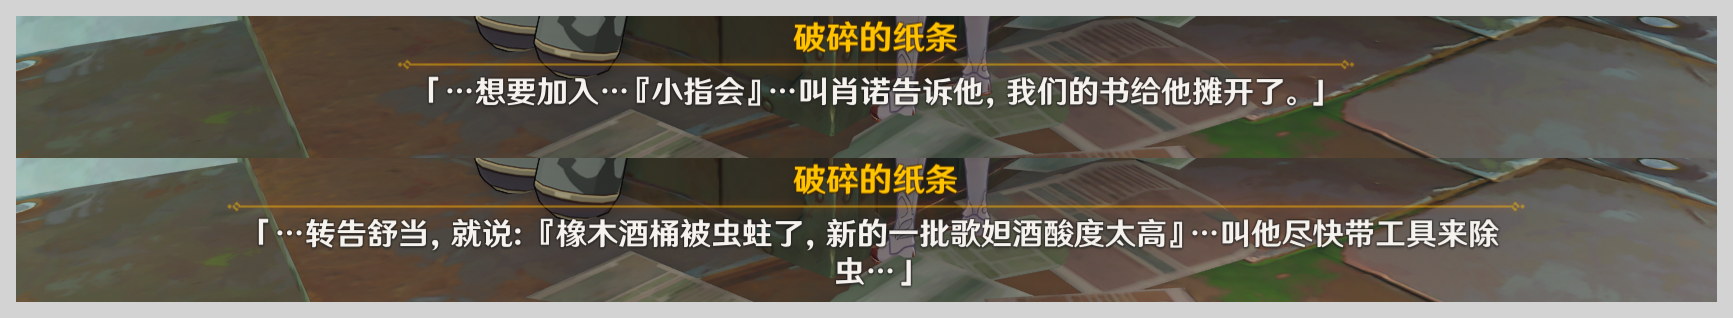 破碎的纸条
「…想要加入…『小指会』…叫肖诺告诉他,我们的书给他摊开了。」
破碎的纸条
「…转告舒当,就说:『橡木酒桶被虫蛀了,新的一批歌妲酒酸度太高』…叫他尽快带工具来除
虫…」